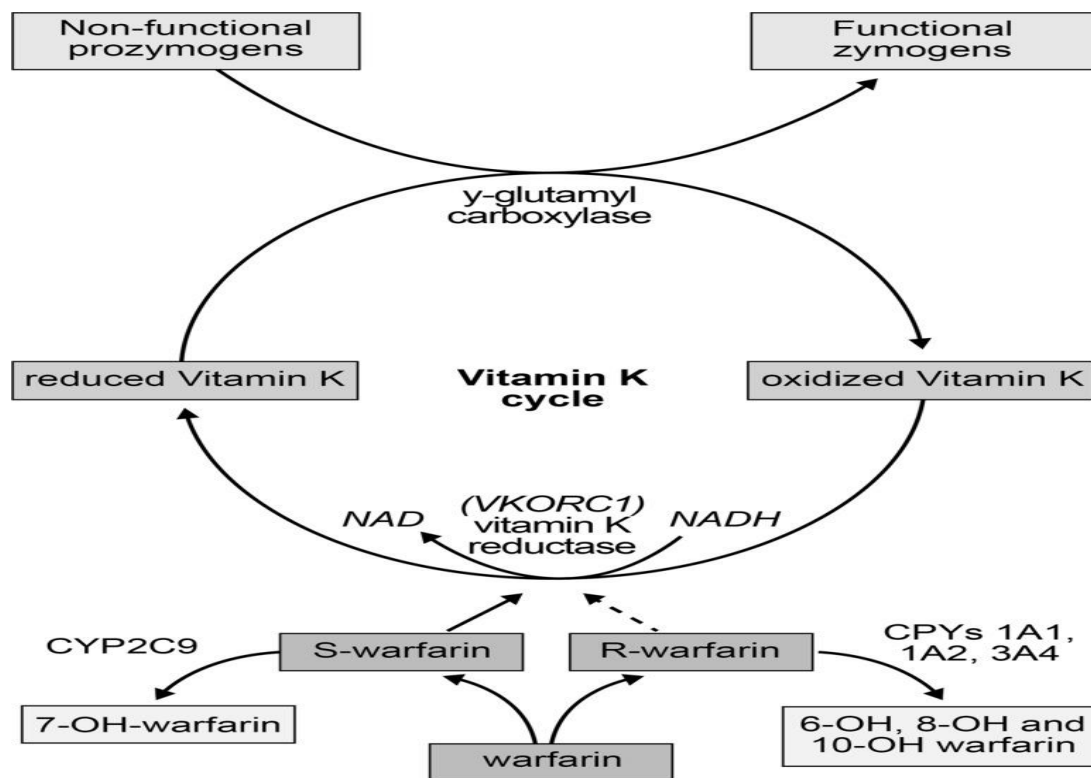 Non-functional
prozymogens
Functional
zymogens
y-glutamyl
carboxylase
reduced Vitamin K
Vitamin K
cycle
oxidized Vitamin K
NAD
(VKORC1)
vitamin K
reductase
NADH
CYP2C9
S-warfarin
R-warfarin
CPYs 1A1,
1A2, 3A4
7-OH-warfarin
warfarin
6-OH, 8-OH and
10-OH warfarin